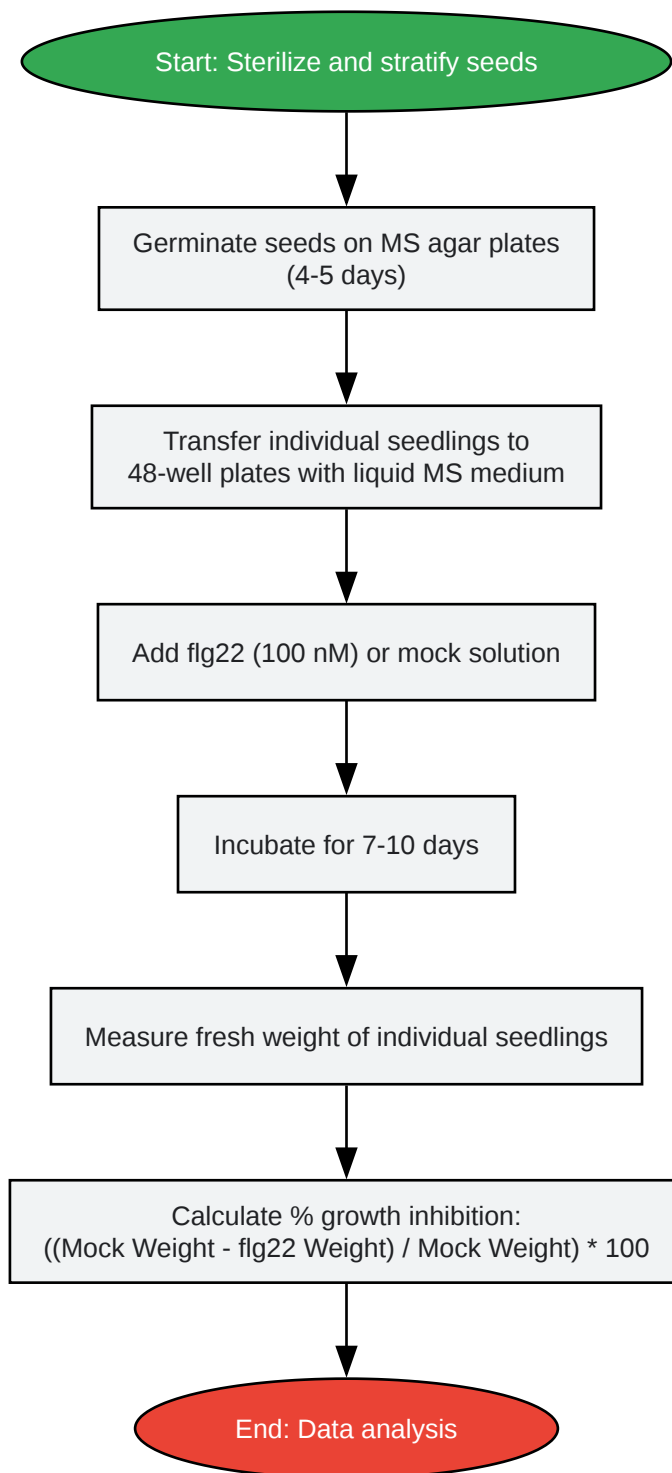 Start: Sterilize and stratify seeds
Germinate seeds on MS agar plates
(4-5 days)
Transfer individual seedlings to
48-well plates with liquid MS medium
Add flg22 (100 nM) or mock solution
Incubate for 7-10 days
Measure fresh weight of individual seedlings
Calculate % growth inhibition:
((Mock Weight - flg22 Weight) / Mock Weight) * 100
End: Data analysis